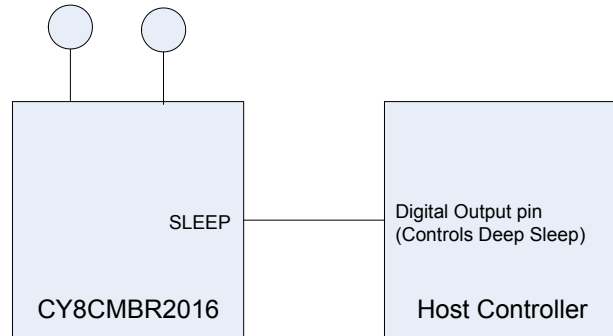 SLEEP
Digital Output pin
(Controls Deep Sleep)
CY8CMBR2016
Host Controller